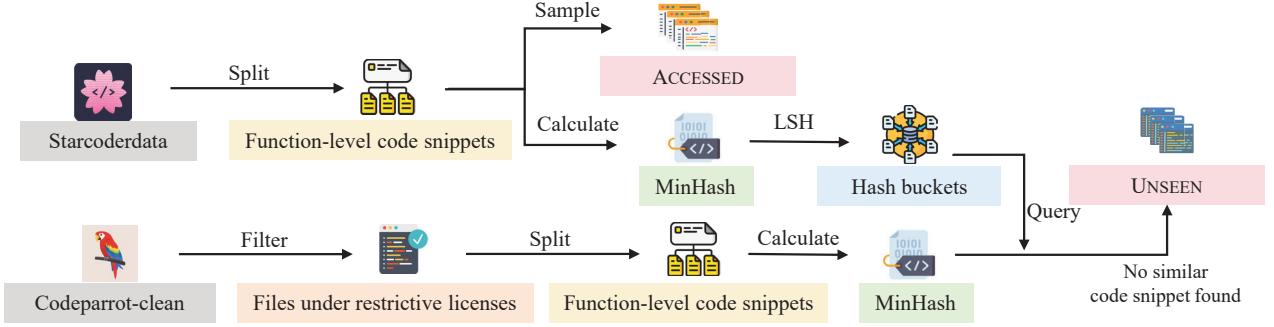 Sample
ACCESSED
Split
Starcoderdata
Function-level code snippets
Calculate
LSH
MinHash
Hash buckets
UNSEEN
Query
Filter
Split
Calculate
Codeparrot-clean
Files under restrictive licenses
Function-level code snippets
MinHash
No similar
code snippet found